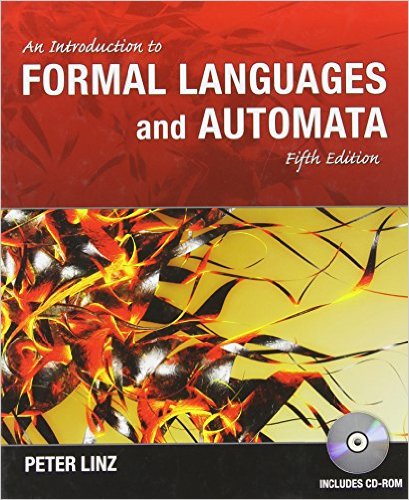 An Introduction to
FORMAL LANGUAGES
and AUTOMATA
Fifth Edition
PETER LINZ
INCLUDES CD-ROM